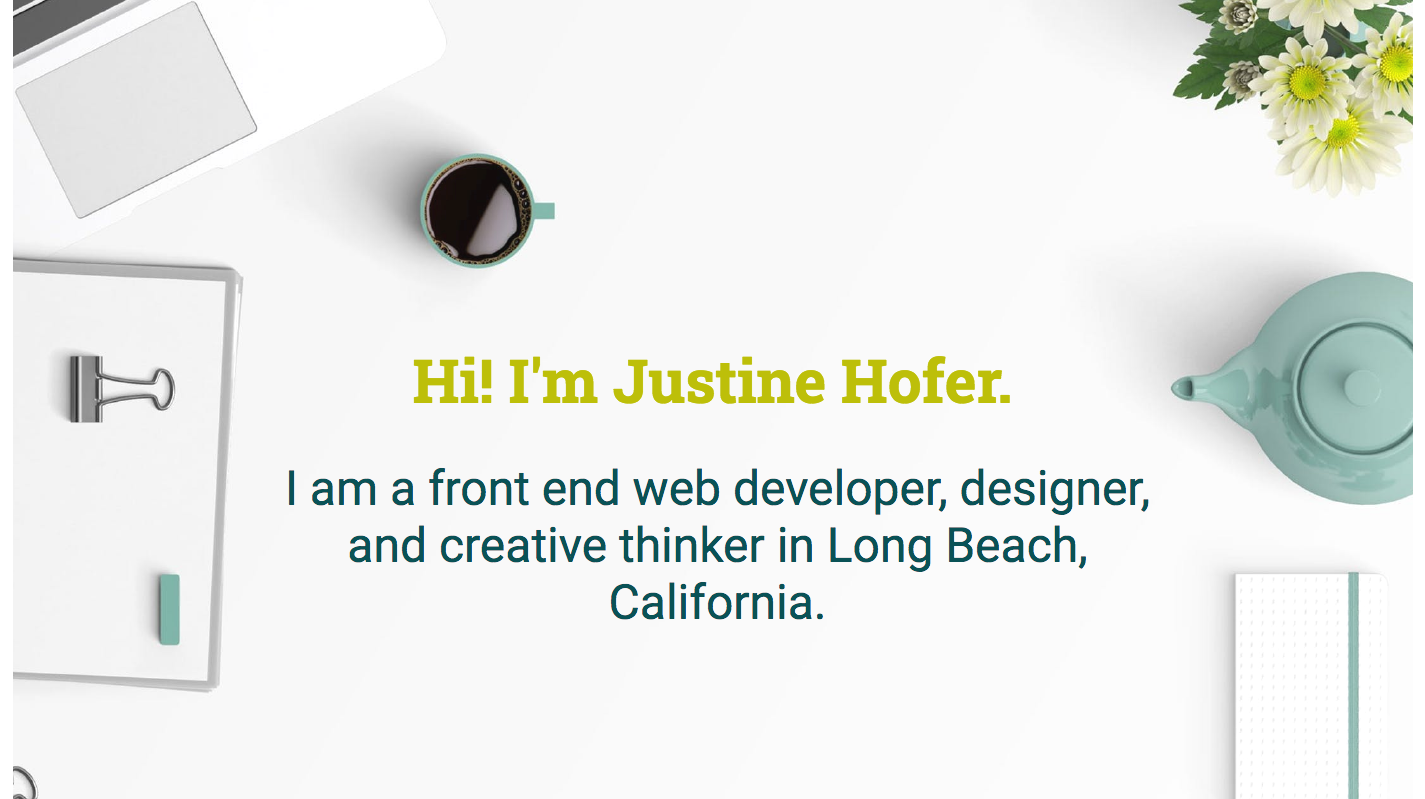 Hi! I'm Justine Hofer.
I am a front end web developer, designer,
and creative thinker in Long Beach,
California.